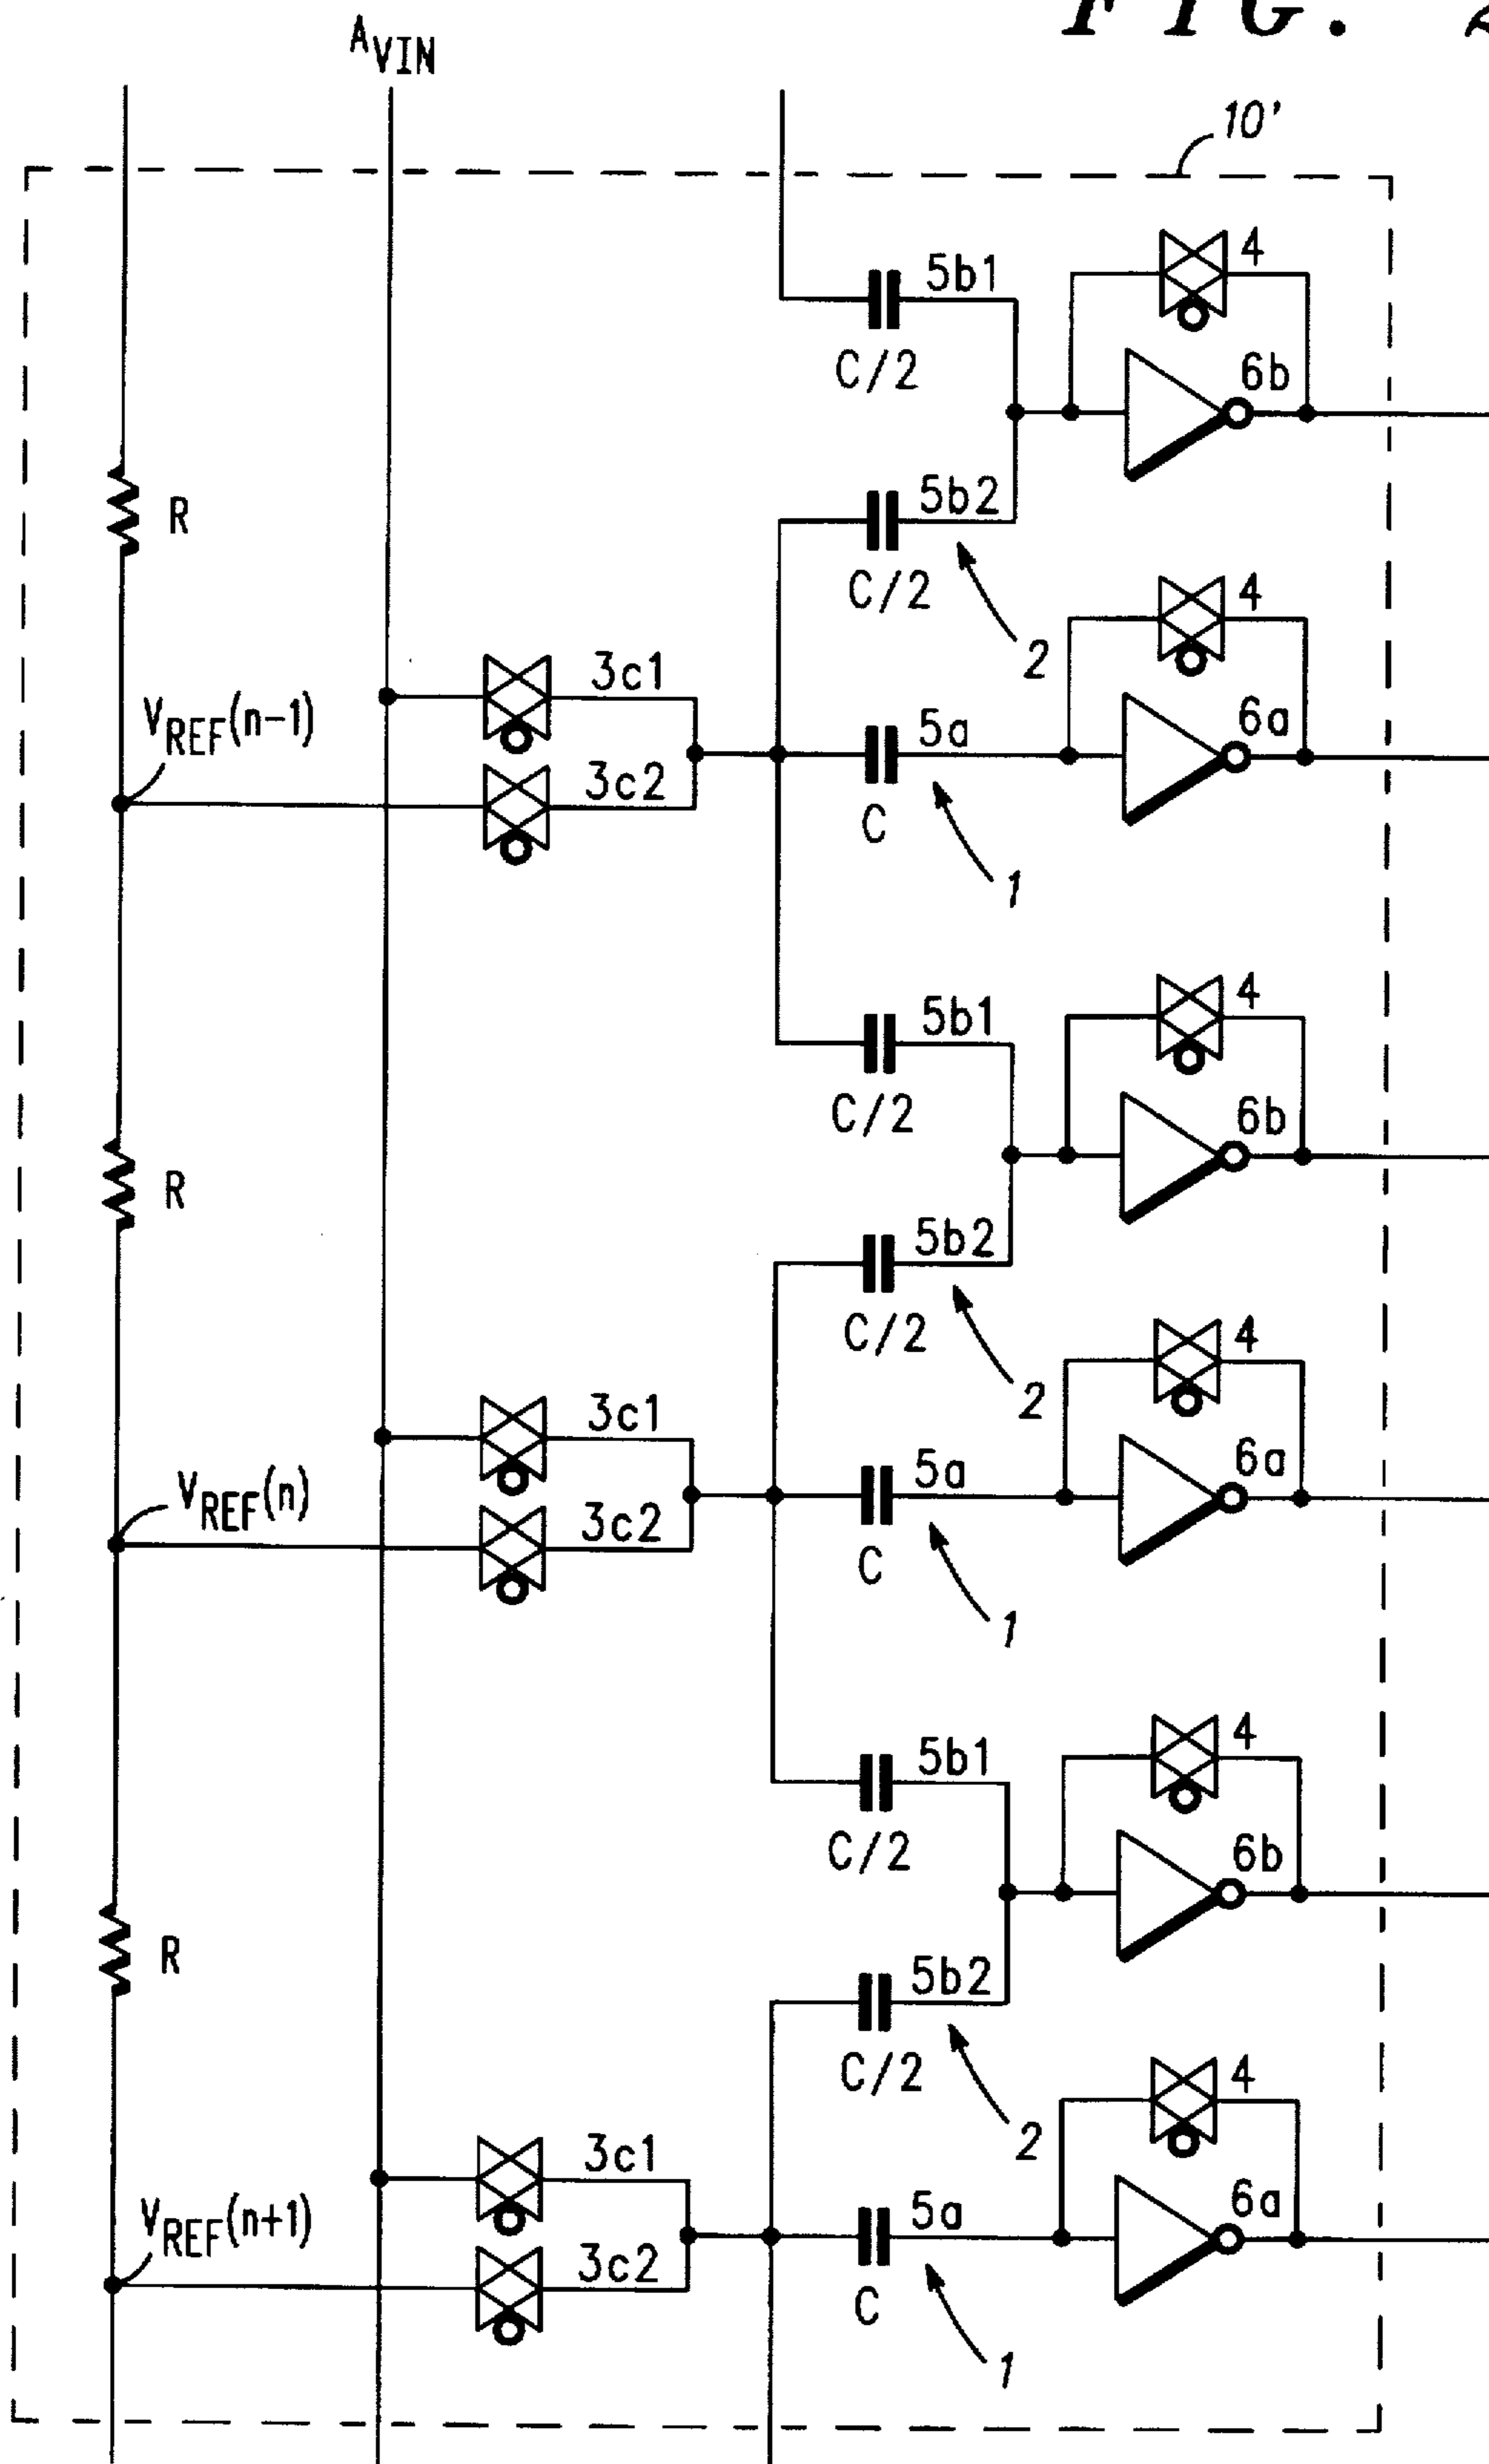 FIG. 2
A_VIN
10'
4
5b1
C/2
6b
5b2
R
C/2
4
2
3c1
V_REF(n-1)
5a
6a
3c2
C
1
4
5b1
C/2
6b
R
5b2
C/2
4
2
3c1
V_REF(n)
5a
6a
3c2
C
1
4
5b1
C/2
6b
R
5b2
C/2
4
2
3c1
V_REF(n+1)
5a
6a
3c2
C
1